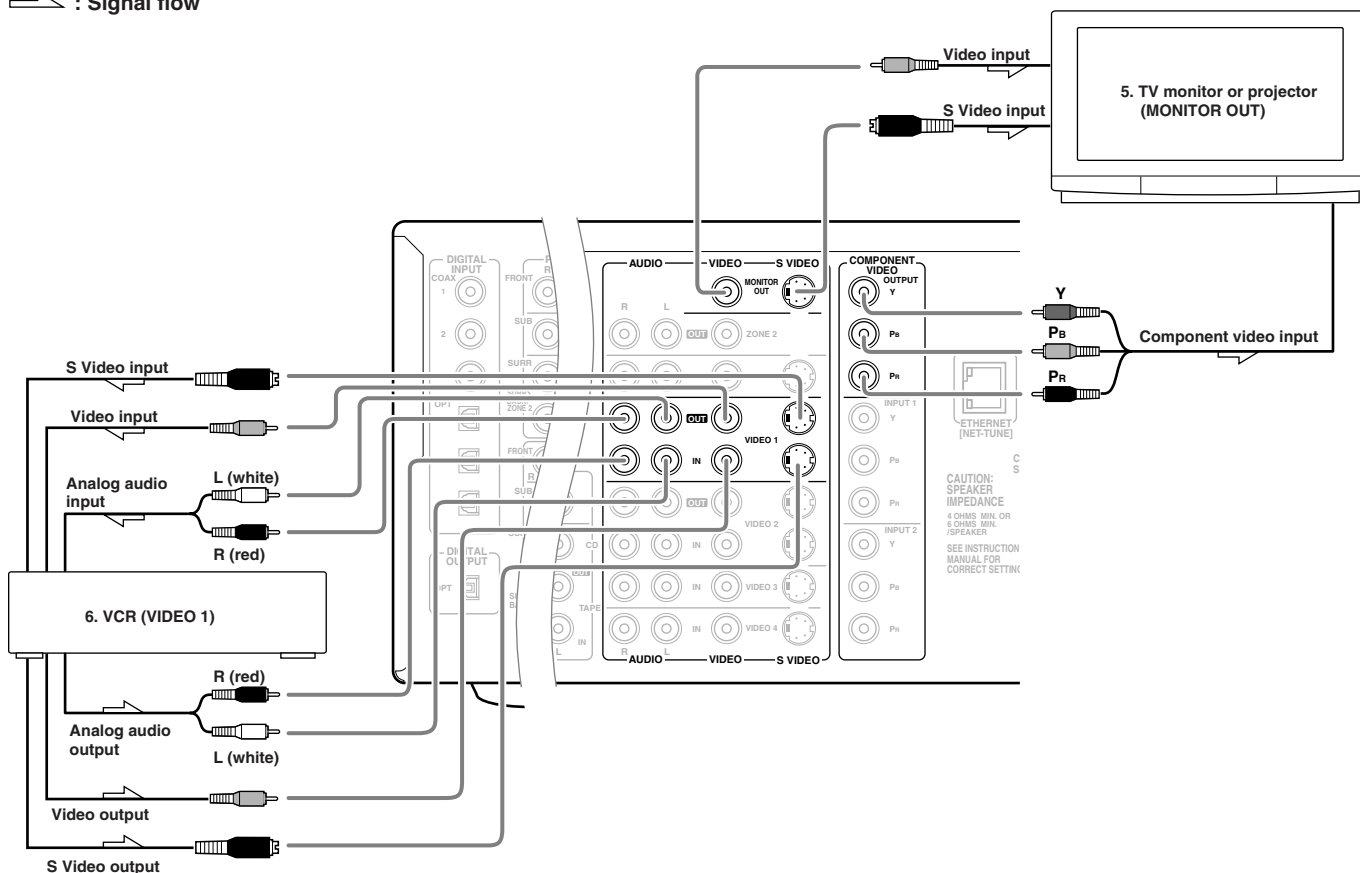 : Signal flow
Video input
S Video input
5. TV monitor or projector
(MONITOR OUT)
DIGITAL
INPUT
COAX
1
2
OPT
DIGITAL
OUTPUT
OPT
FRONT
R
SUB
SURR
ZONE 2
FRONT
R
SUB
CD
OUT
TAPE
IN
L
AUDIO
VIDEO
S VIDEO
MONITOR
OUT
R
L
OUT
ZONE 2
OUT
VIDEO 1
IN
OUT
VIDEO 2
IN
IN
VIDEO 3
IN
VIDEO 4
R
L
AUDIO
VIDEO
S VIDEO
COMPONENT
VIDEO
OUTPUT
Y
PB
PR
INPUT 1
Y
PB
PR
INPUT 2
Y
PB
PR
ETHERNET
[NET-TUNE]
CAUTION:
SPEAKER
IMPEDANCE
4 OHMS MIN. OR
6 OHMS MIN.
/SPEAKER
SEE INSTRUCTION
MANUAL FOR
CORRECT SETTING
Y
PB
PR
Component video input
S Video input
Video input
Analog audio
input
L (white)
R (red)
6. VCR (VIDEO 1)
R (red)
Analog audio
output
L (white)
Video output
S Video output